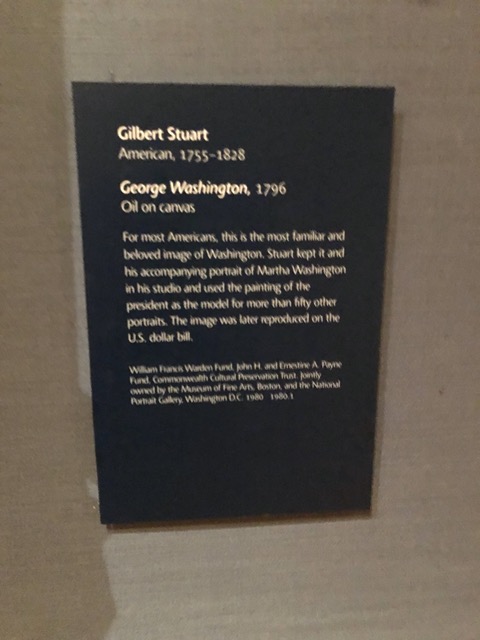 Gilbert Stuart
American, 1755–1828
George Washington, 1796
Oil on canvas
For most Americans, this is the most familiar and
beloved image of Washington. Stuart kept it and
his accompanying portrait of Martha Washington
in his studio and used the painting of the
president as the model for more than fifty other
portraits. The image was later reproduced on the
U.S. dollar bill.
William Francis Warden Fund, John H. and Ernestine A. Payne
Fund, Commonwealth Cultural Preservation Trust. Jointly
owned by the Museum of Fine Arts, Boston, and the National
Portrait Gallery, Washington D.C. 1980 1980.1